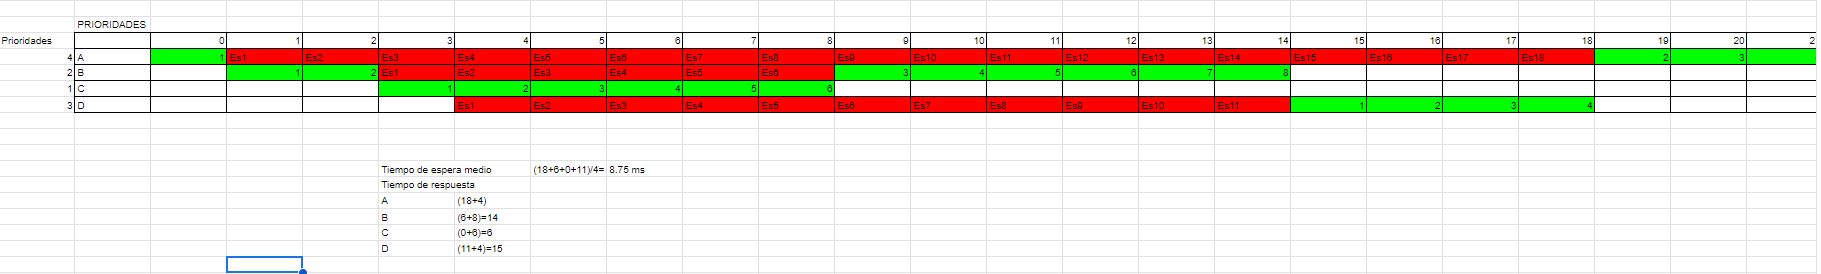 PRIORIDADES
Prioridades 0 1 2 3 4 5 6 7 8 9 10 11 12 13 14 15 16 17 18 19 20 2
4 A 1 Es1 Es2 Es3 Es4 Es5 Es6 Es7 Es8 Es9 Es10 Es11 Es12 Es13 Es14 Es15 Es16 Es17 Es18 2 3
2 B 1 2 Es1 Es2 Es3 Es4 Es5 Es6 3 4 5 6 7 8
1 C 1 2 3 4 5 6
3 D Es1 Es2 Es3 Es4 Es5 Es6 Es7 Es8 Es9 Es10 Es11 1 2 3 4
Tiempo de espera medio (18+6+0+11)/4= 8.75 ms
Tiempo de respuesta
A (18+4)
B (6+8)=14
C (0+6)=6
D (11+4)=15